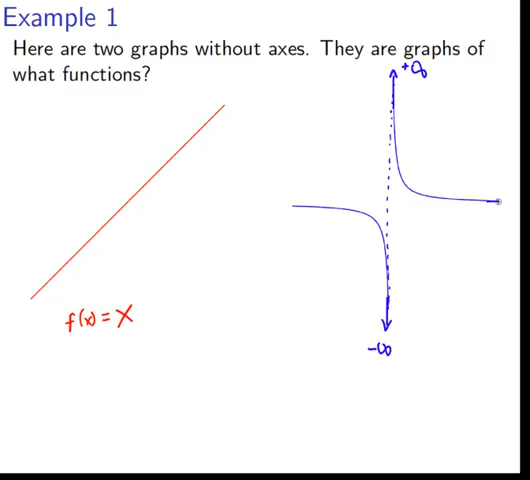 Example 1
Here are two graphs without axes. They are graphs of
what functions?
+∞
f(x) = x
-∞